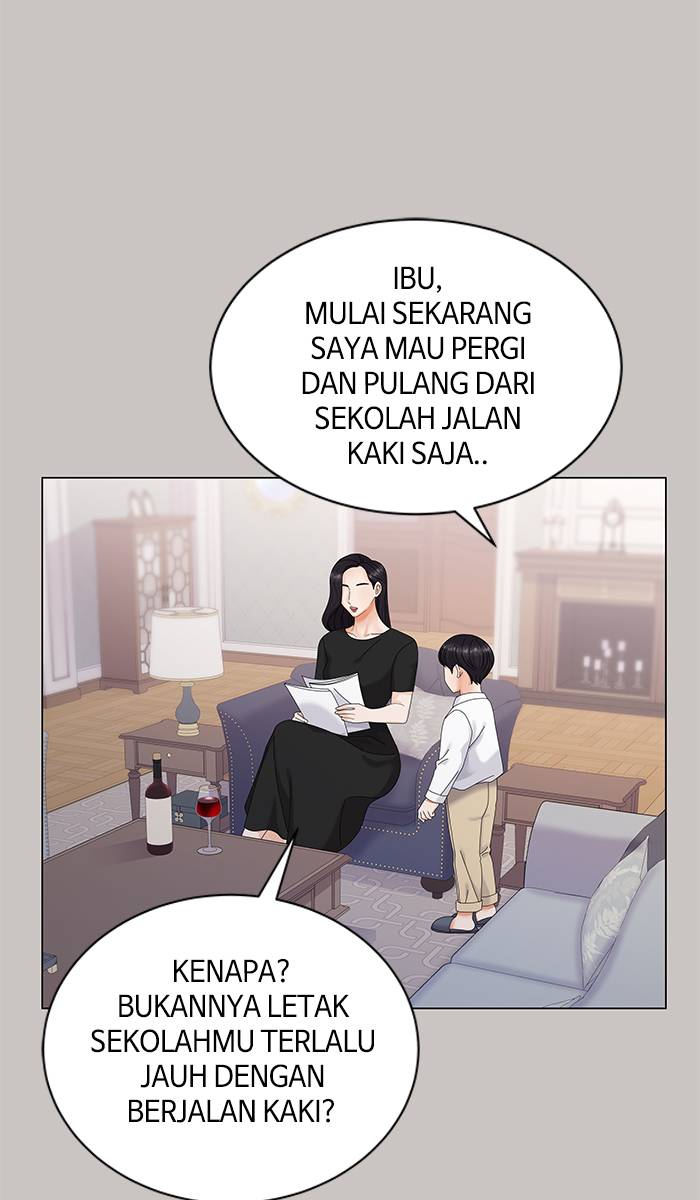 IBU,
MULAI SEKARANG
SAYA MAU PERGI
DAN PULANG DARI
SEKOLAH JALAN
KAKI SAJA..
KENAPA?
BUKANNYA LETAK
SEKOLAHMU TERLALU
JAUH DENGAN
BERJALAN KAKI?